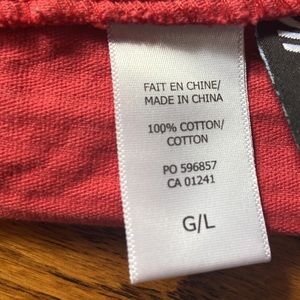 FAIT EN CHINE/
MADE IN CHINA
100% COTTON/
COTTON
PO 596857
CA 01241
G/L